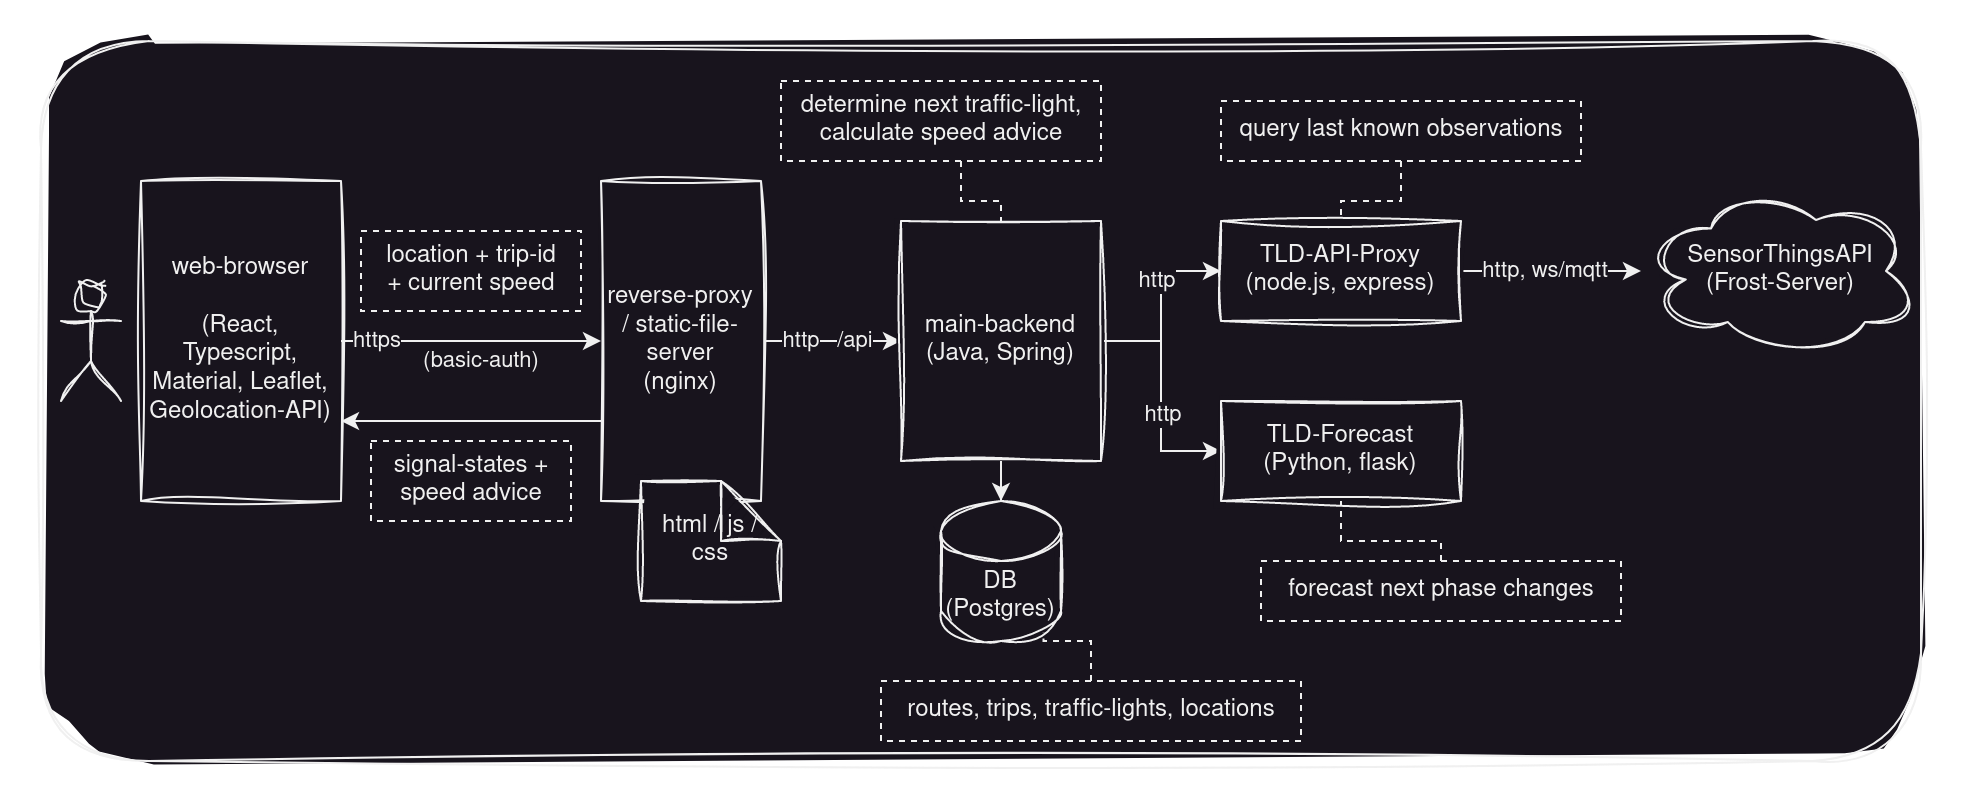 determine next traffic-light,
calculate speed advice
query last known observations
web-browser
(React,
Typescript,
Material, Leaflet,
Geolocation-API)
location + trip-id
+ current speed
https
(basic-auth)
signal-states +
speed advice
reverse-proxy
/ static-file-
server
(nginx)
html / js /
css
http
/api
main-backend
(Java, Spring)
DB
(Postgres)
routes, trips, traffic-lights, locations
http
http
TLD-API-Proxy
(node.js, express)
http, ws/mqtt
SensorThingsAPI
(Frost-Server)
TLD-Forecast
(Python, flask)
forecast next phase changes